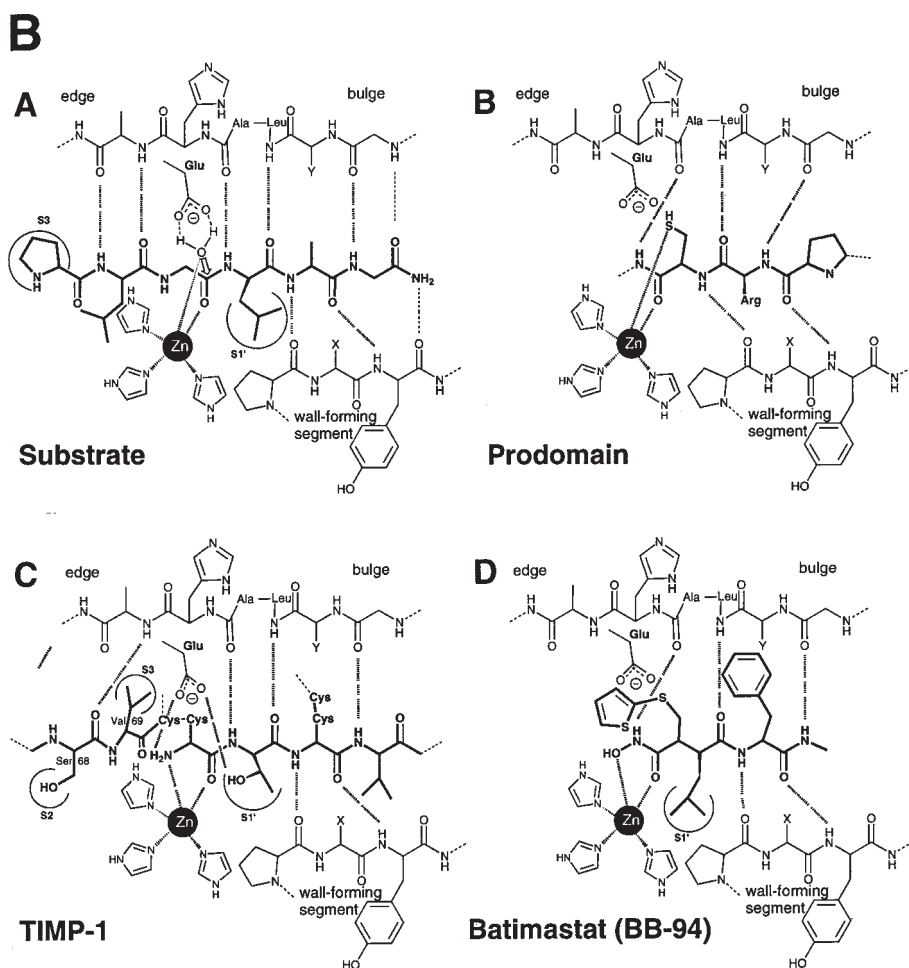 B
A
edge
bulge
Ala—Leu
Glu
Y
S3
NH2
Zn
S1'
X
wall-forming
segment
HO
Substrate
B
edge
bulge
Ala—Leu
Glu
Y
Arg
Zn
X
wall-forming
segment
HO
Prodomain
C
edge
bulge
Ala—Leu
Glu
Y
S3
Val 69
Cys-Cys
Cys
Cys
Ser 68
H2N
HO
HO
S2
S1'
Zn
X
wall-forming
segment
HO
TIMP-1
D
edge
bulge
Ala—Leu
Glu
Y
S
S
HO
Zn
S1'
X
wall-forming
segment
HO
Batimastat (BB-94)